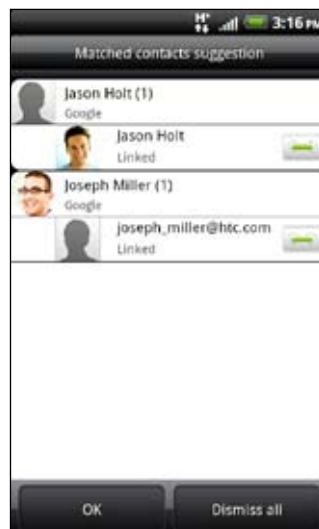 H+ 3:16 PM
Matched contacts suggestion
Jason Holt (1)
Google
Jason Holt
Linked
Joseph Miller (1)
Google
joseph_miller@htc.com
Linked
OK Dismiss all